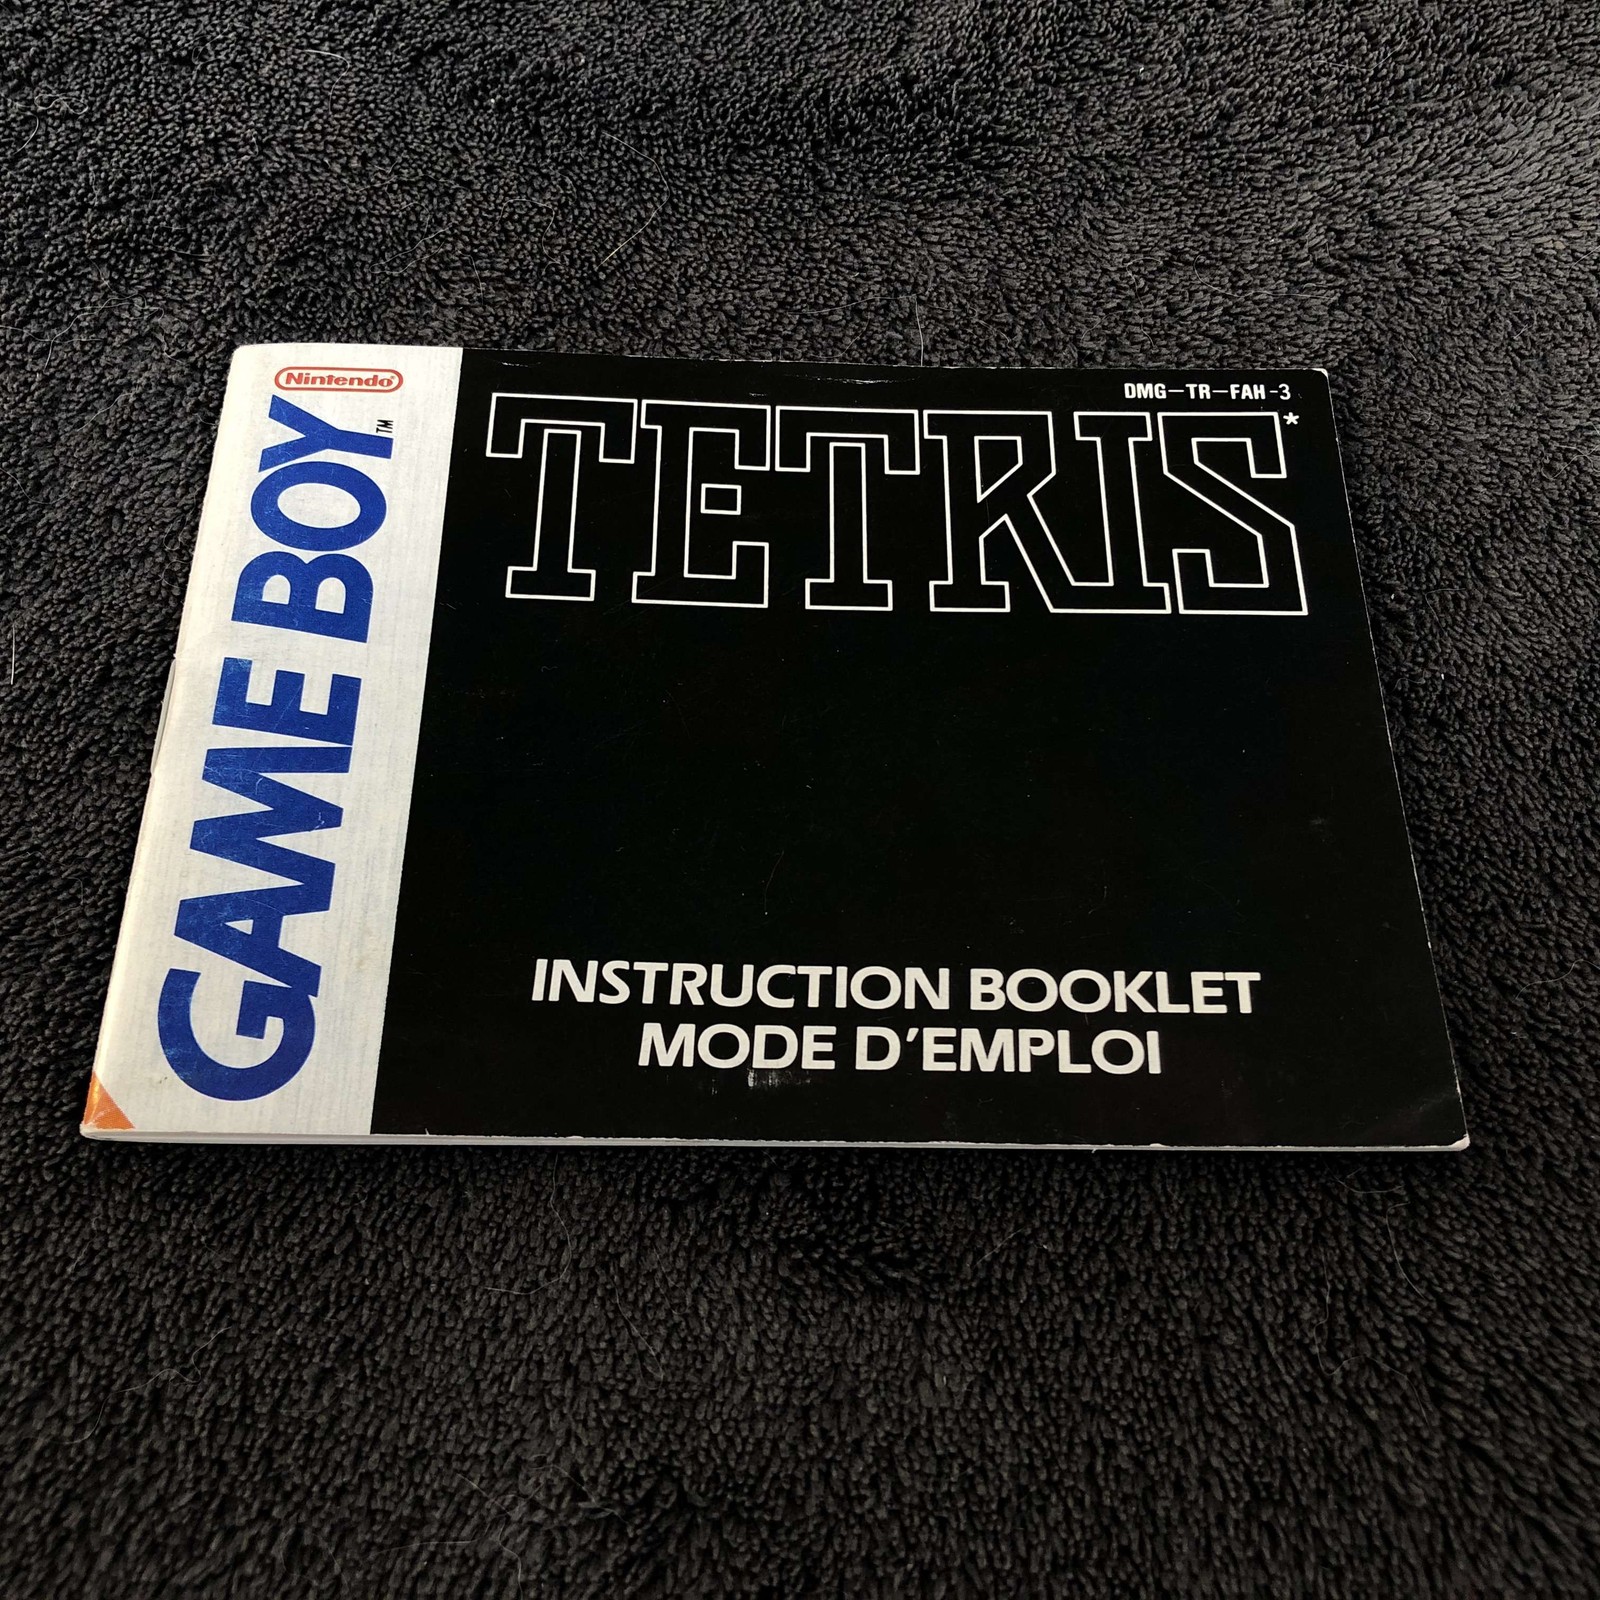 Nintendo®
GAME BOY™
DMG-TR-FAH-3
TETRIS*
INSTRUCTION BOOKLET
MODE D'EMPLOI